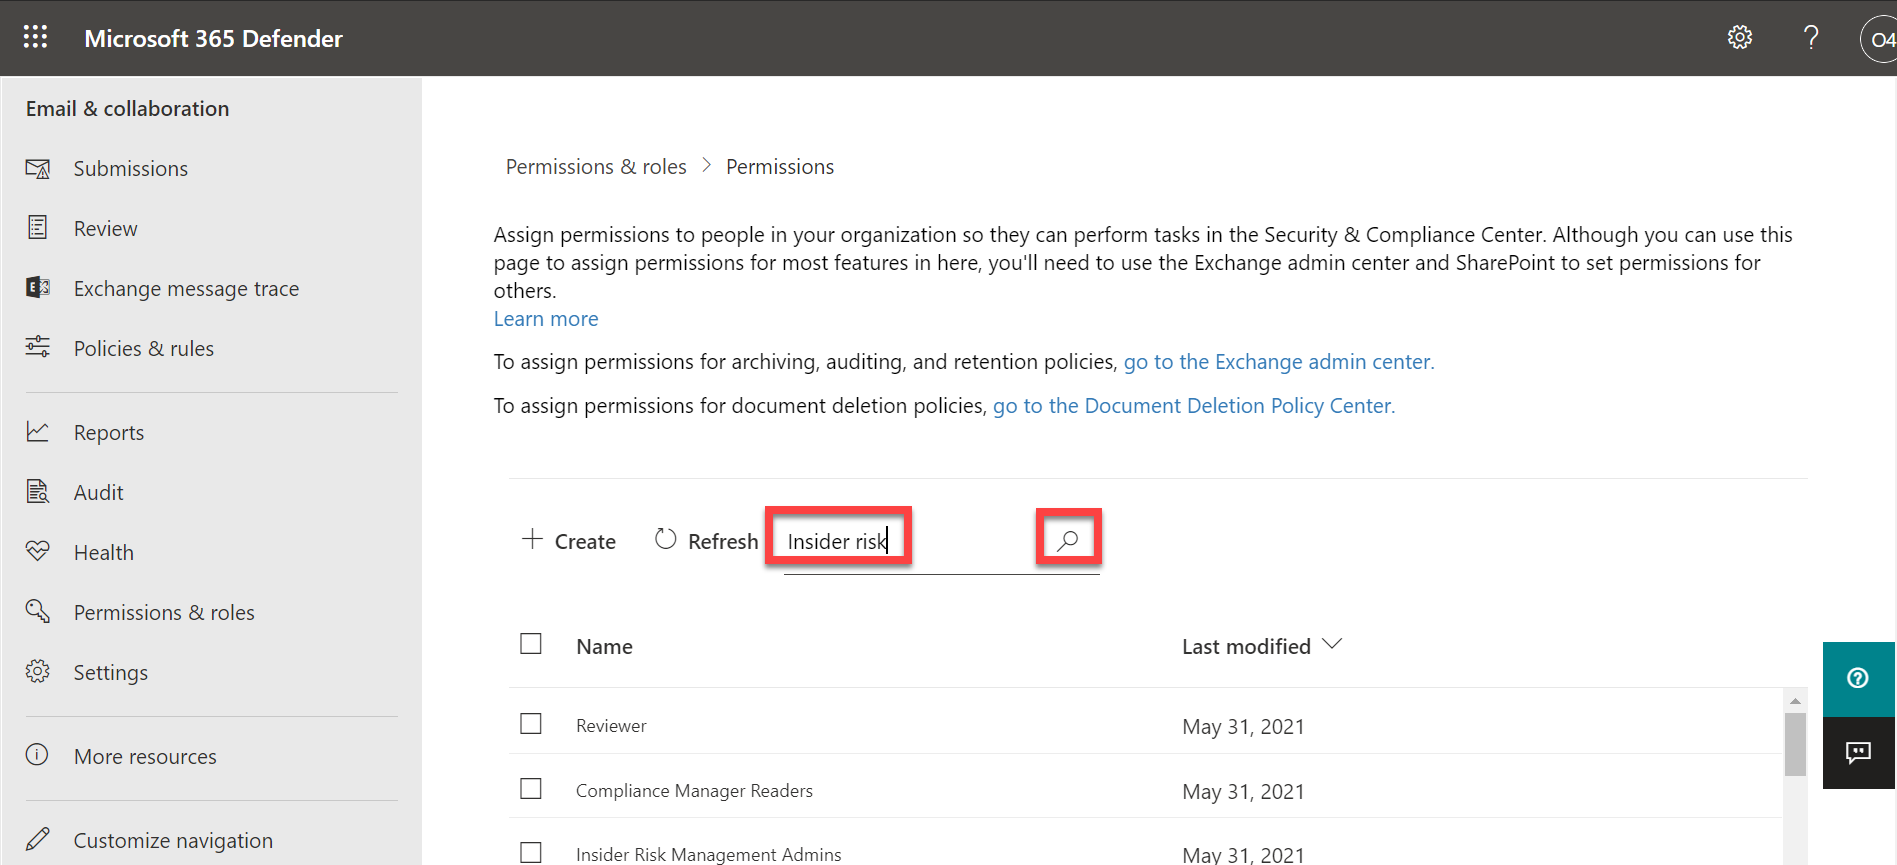 Microsoft 365 Defender
O4
Email & collaboration
Submissions
Review
Exchange message trace
Policies & rules
Reports
Audit
Health
Permissions & roles
Settings
More resources
Customize navigation
Permissions & roles > Permissions
Assign permissions to people in your organization so they can perform tasks in the Security & Compliance Center. Although you can use this
page to assign permissions for most features in here, you'll need to use the Exchange admin center and SharePoint to set permissions for
others.
Learn more
To assign permissions for archiving, auditing, and retention policies, go to the Exchange admin center.
To assign permissions for document deletion policies, go to the Document Deletion Policy Center.
+ Create Refresh Insider risk
Name Last modified
Reviewer May 31, 2021
Compliance Manager Readers May 31, 2021
Insider Risk Management Admins May 31, 2021